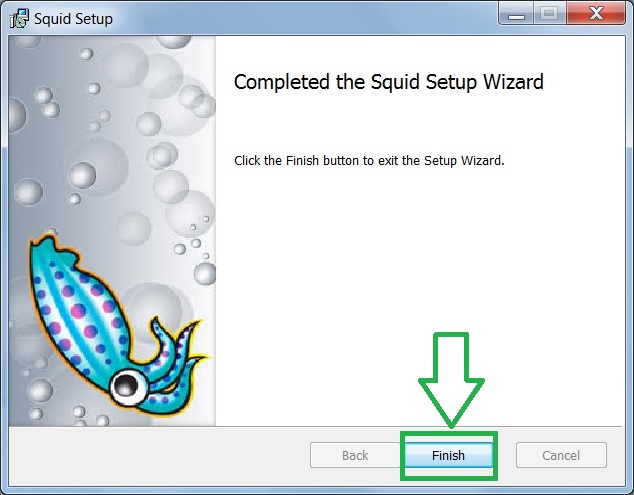 Squid Setup
Completed the Squid Setup Wizard
Click the Finish button to exit the Setup Wizard.
Back
Finish
Cancel